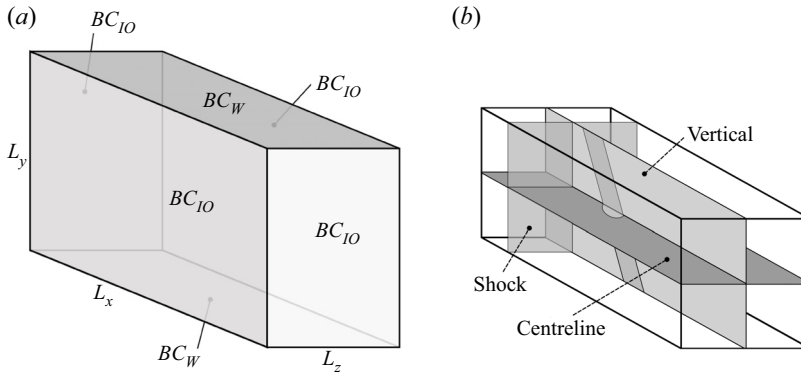 (a)
BC_IO
BC_IO
BC_W
L_y
BC_IO
BC_IO
L_x
BC_W
L_z
(b)
Vertical
Shock
Centreline